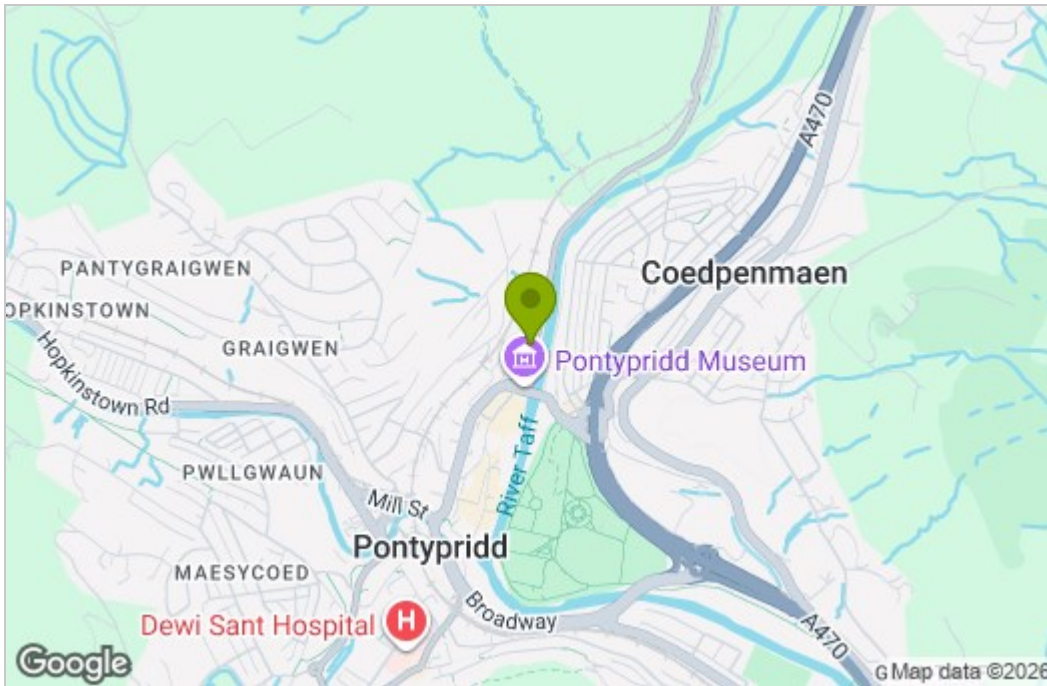 A470
Coedpenmaen
PANTYGRAIGWEN
OPKINSTOWN
GRAIGWEN
Pontypridd Museum
Hopkinstown Rd
River Taff
PWLLGWAUN
Mill St
Pontypridd
MAESYCOED
Broadway
Dewi Sant Hospital
H
A470
Google
G Map data ©2026